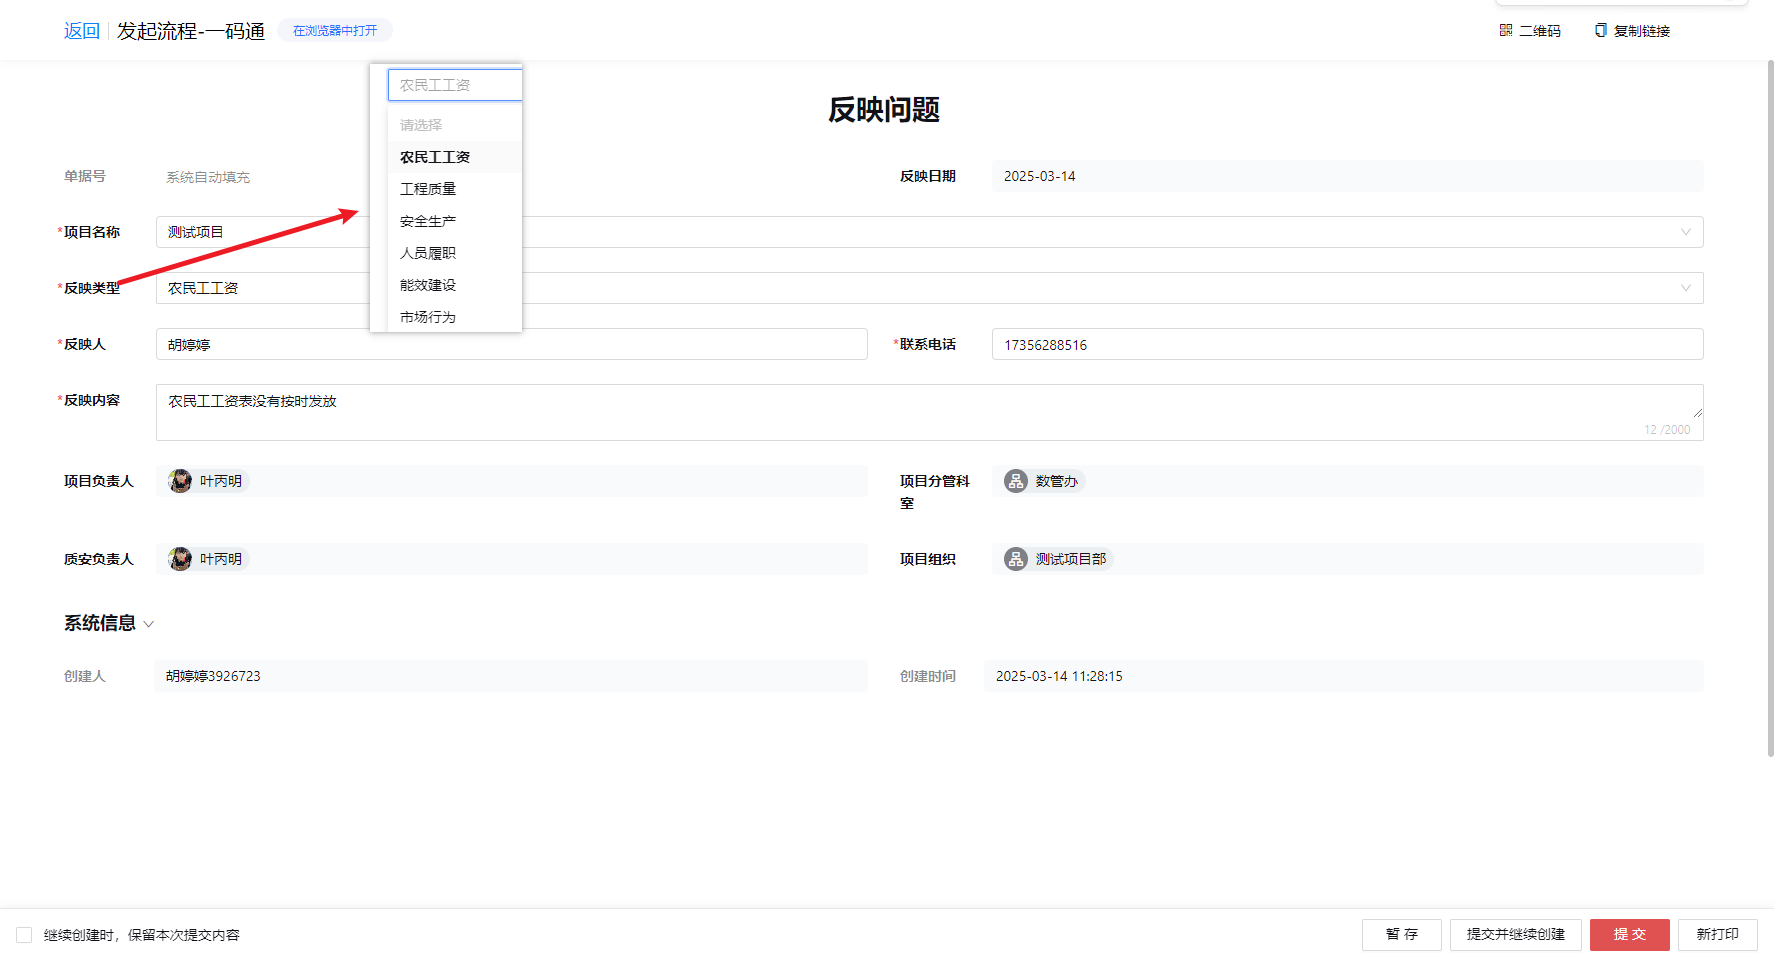 返回 发起流程-一码通 在浏览器中打开 二维码 复制链接
农民工工资
请选择
农民工工资
工程质量
安全生产
人员履职
能效建设
市场行为
反映问题
单据号 系统自动填充 反映日期 2025-03-14
*项目名称 测试项目
*反映类型 农民工工资
*反映人 胡婷婷 *联系电话 17356288516
*反映内容 农民工工资表没有按时发放
12 /2000
项目负责人 叶丙明 项目分管科
室 数管办
质安负责人 叶丙明 项目组织 测试项目部
系统信息
创建人 胡婷婷3926723 创建时间 2025-03-14 11:28:15
继续创建时，保留本次提交内容 暂 存 提交并继续创建 提 交 新打印